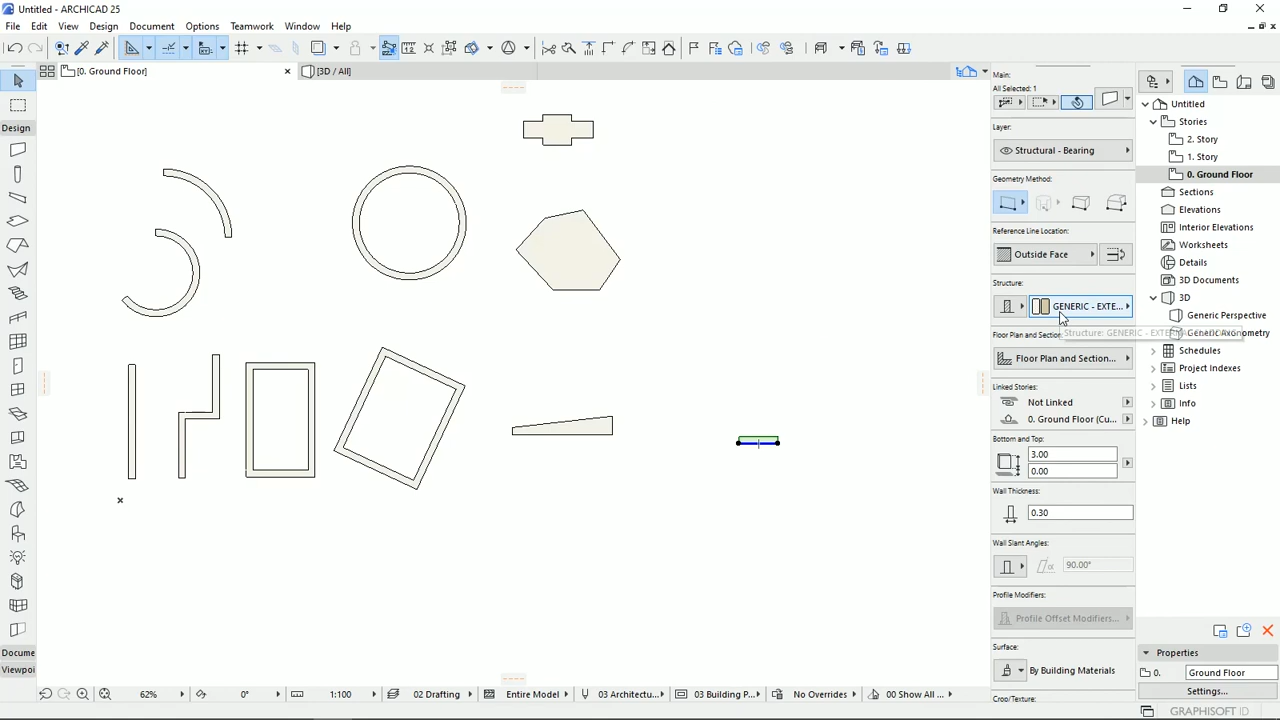 Untitled - ARCHICAD 25
File Edit View Design Document Options Teamwork Window Help
[0. Ground Floor]
[3D / All]
Design
Main:
All Selected: 1
Layer:
Structural - Bearing
Geometry Method:
Reference Line Location:
Outside Face
Structure:
GENERIC - EXTE...
Floor Plan and Section
Floor Plan and Section...
Linked Stories:
Not Linked
0. Ground Floor (Cu...
Bottom and Top:
3.00
0.00
Wall Thickness:
0.30
Wall Slant Angles:
90.00°
Profile Modifiers:
Profile Offset Modifiers...
Surface:
By Building Materials
Crop/Texture:
Untitled
Stories
2. Story
1. Story
0. Ground Floor
Sections
Elevations
Interior Elevations
Worksheets
Details
3D Documents
3D
Generic Perspective
Schedules
Project Indexes
Lists
Info
Help
Properties
0.
Ground Floor
Settings...
GRAPHISOFT ID
Docume
Viewpoi
62%
0°
1:100
02 Drafting
Entire Model
03 Architectu...
03 Building P...
No Overrides
00 Show All ...